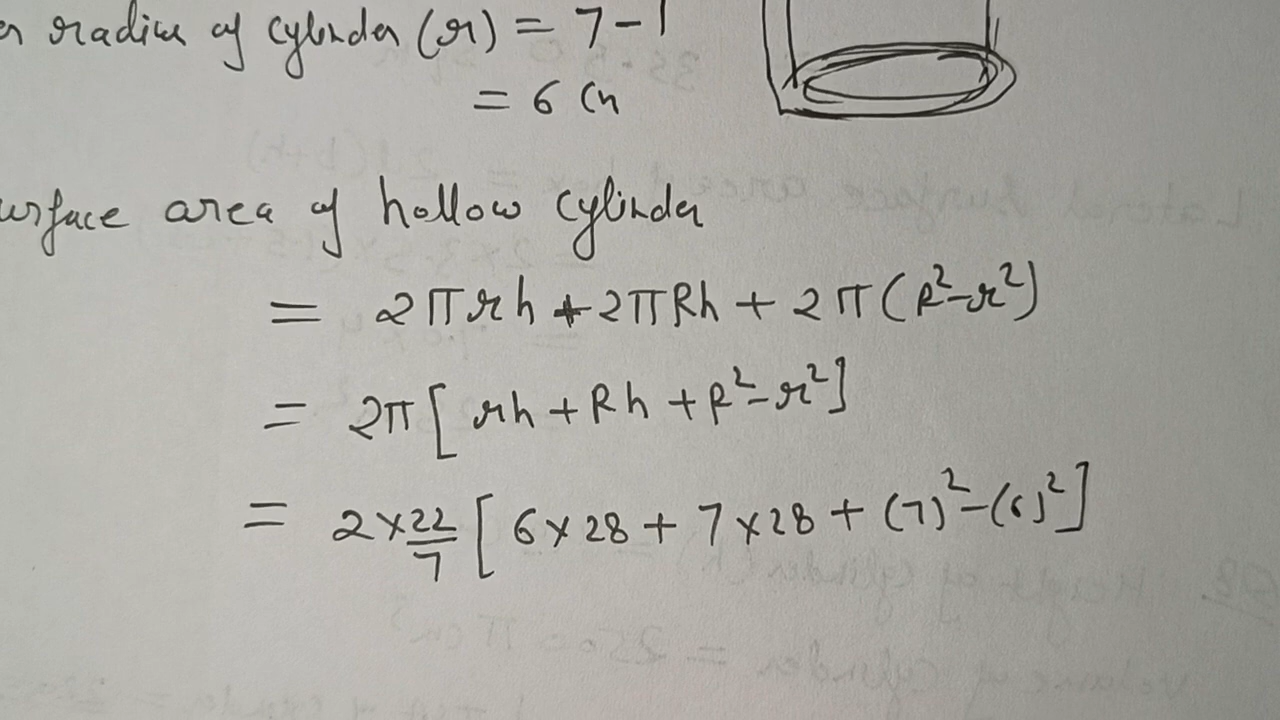 radius of cylinder (r) = 7 - 1
= 6 cm
surface area of hollow cylinder
= 2πrh + 2πRh + 2π(R²-r²)
= 2π[rh + Rh + R²-r²]
= 2×22/7 [6×28 + 7×28 + (7)²-(6)²]